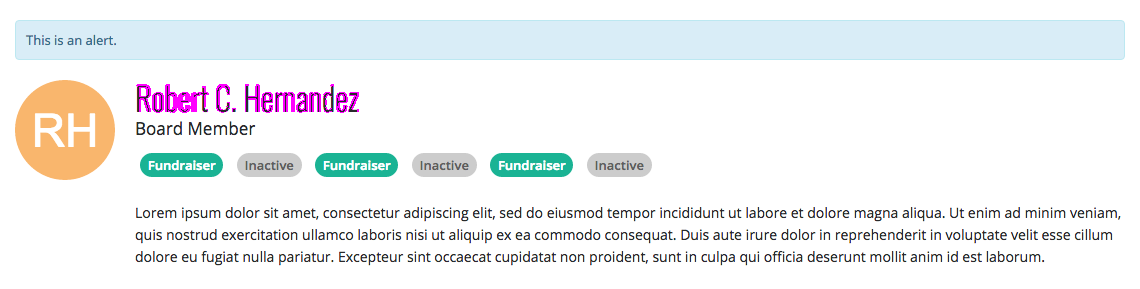 This is an alert.
RH
Robert C. Hernandez
Board Member
Fundraiser Inactive Fundraiser Inactive Fundraiser Inactive
Lorem ipsum dolor sit amet, consectetur adipiscing elit, sed do eiusmod tempor incididunt ut labore et dolore magna aliqua. Ut enim ad minim veniam,
quis nostrud exercitation ullamco laboris nisi ut aliquip ex ea commodo consequat. Duis aute irure dolor in reprehenderit in voluptate velit esse cillum
dolore eu fugiat nulla pariatur. Excepteur sint occaecat cupidatat non proident, sunt in culpa qui officia deserunt mollit anim id est laborum.